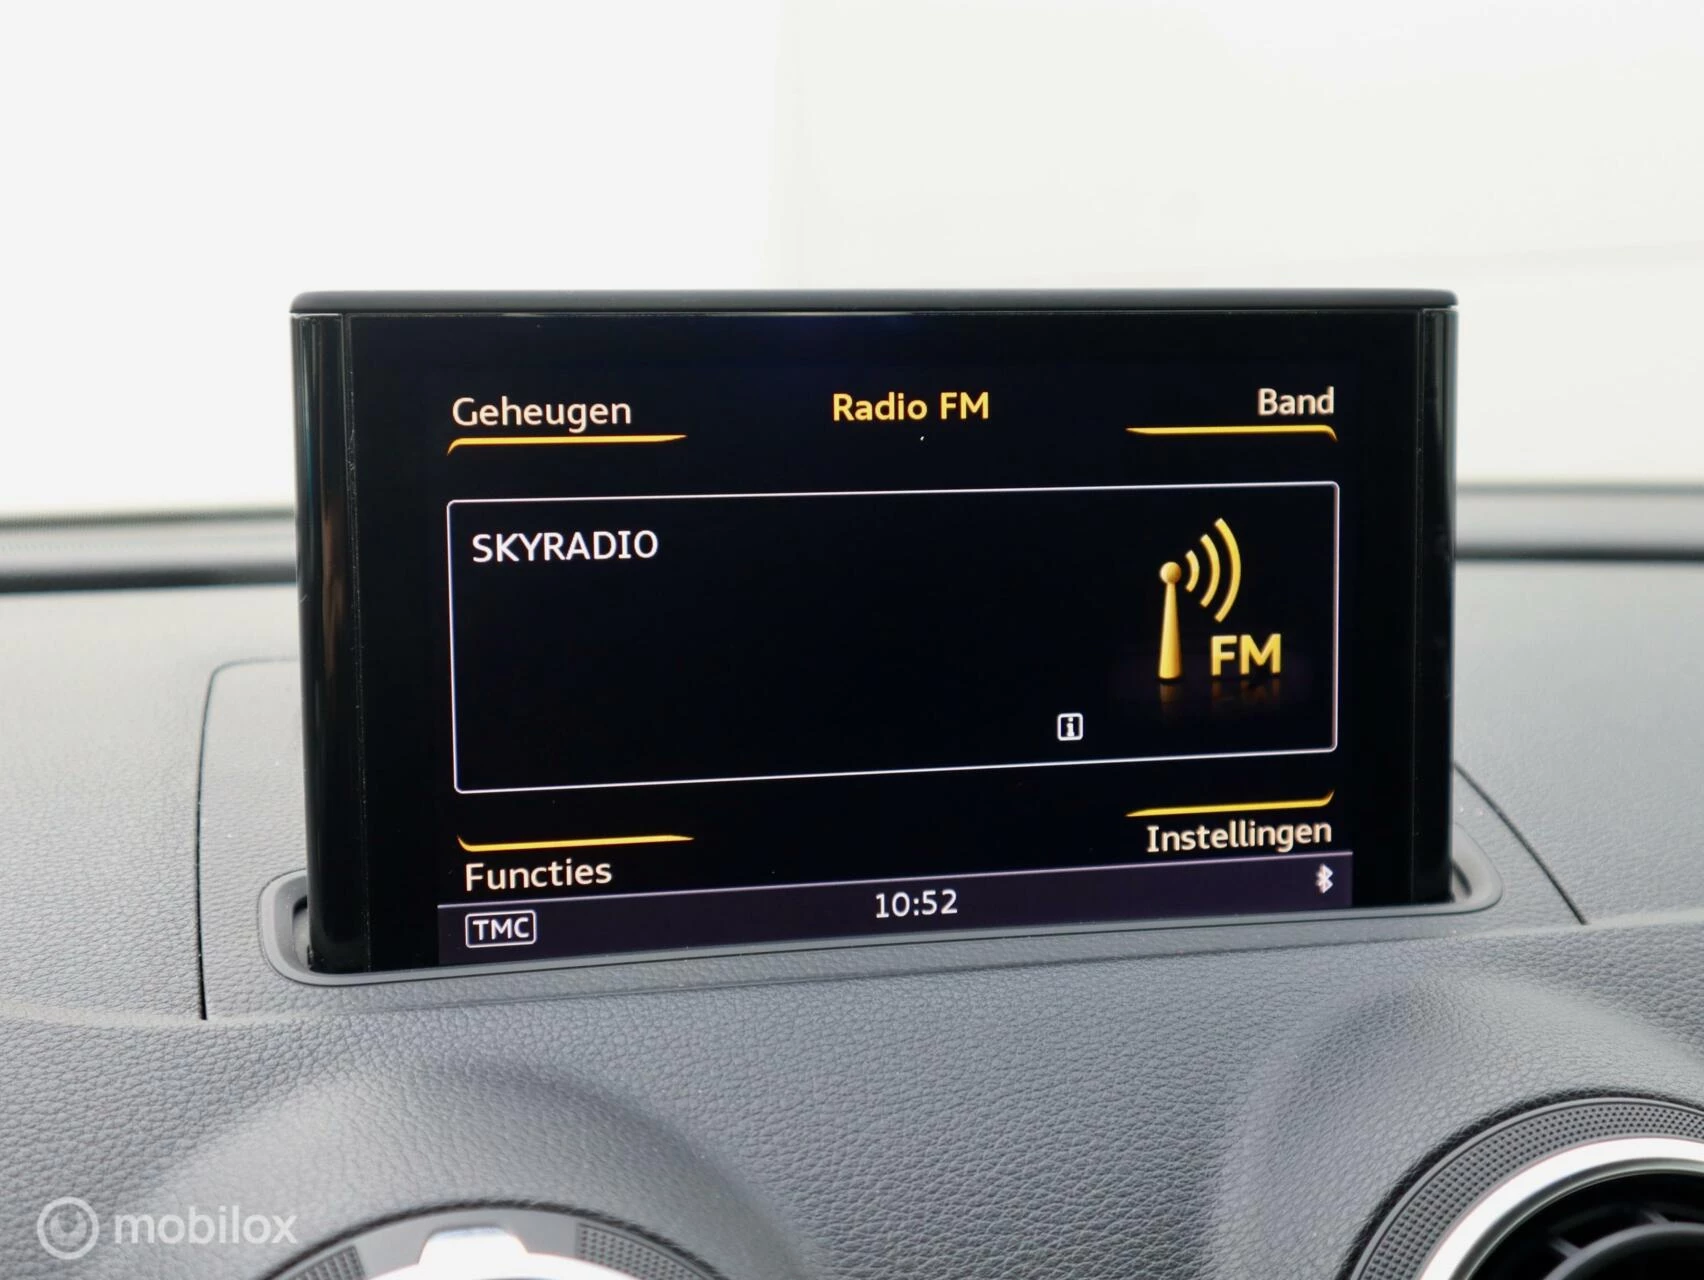 Geheugen
Radio FM
Band
SKYRADIO
FM
i
Functies
Instellingen
TMC
10:52
mobilox